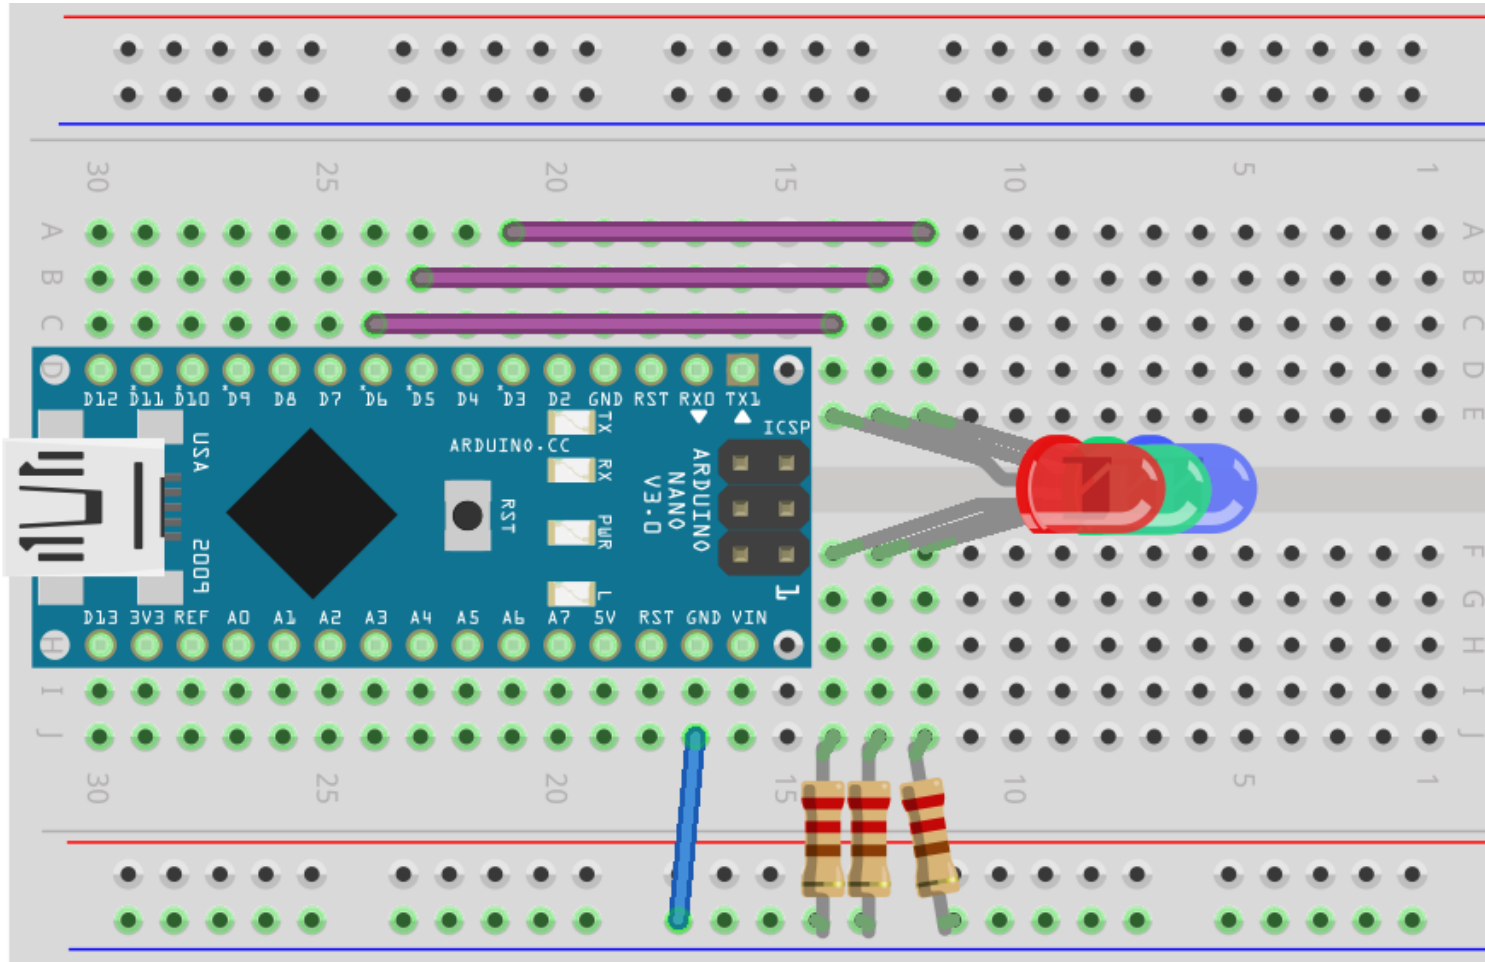 30 25 20 15 10 5 1
A A
B B
C C
D D
D12 D11 D10 D9 D8 D7 D6 D5 D4 D3 D2 GND RST RX0 TX1
* * * * * *
E
TX
ICSP
ARDUINO.CC
USA
RX
RST
ARDUINO
NANO
V3.0
PWR
2009
F
L
1
G
D13 3V3 REF A0 A1 A2 A3 A4 A5 A6 A7 5V RST GND VIN
H H
I I
J J
30 25 20 15 10 5 1